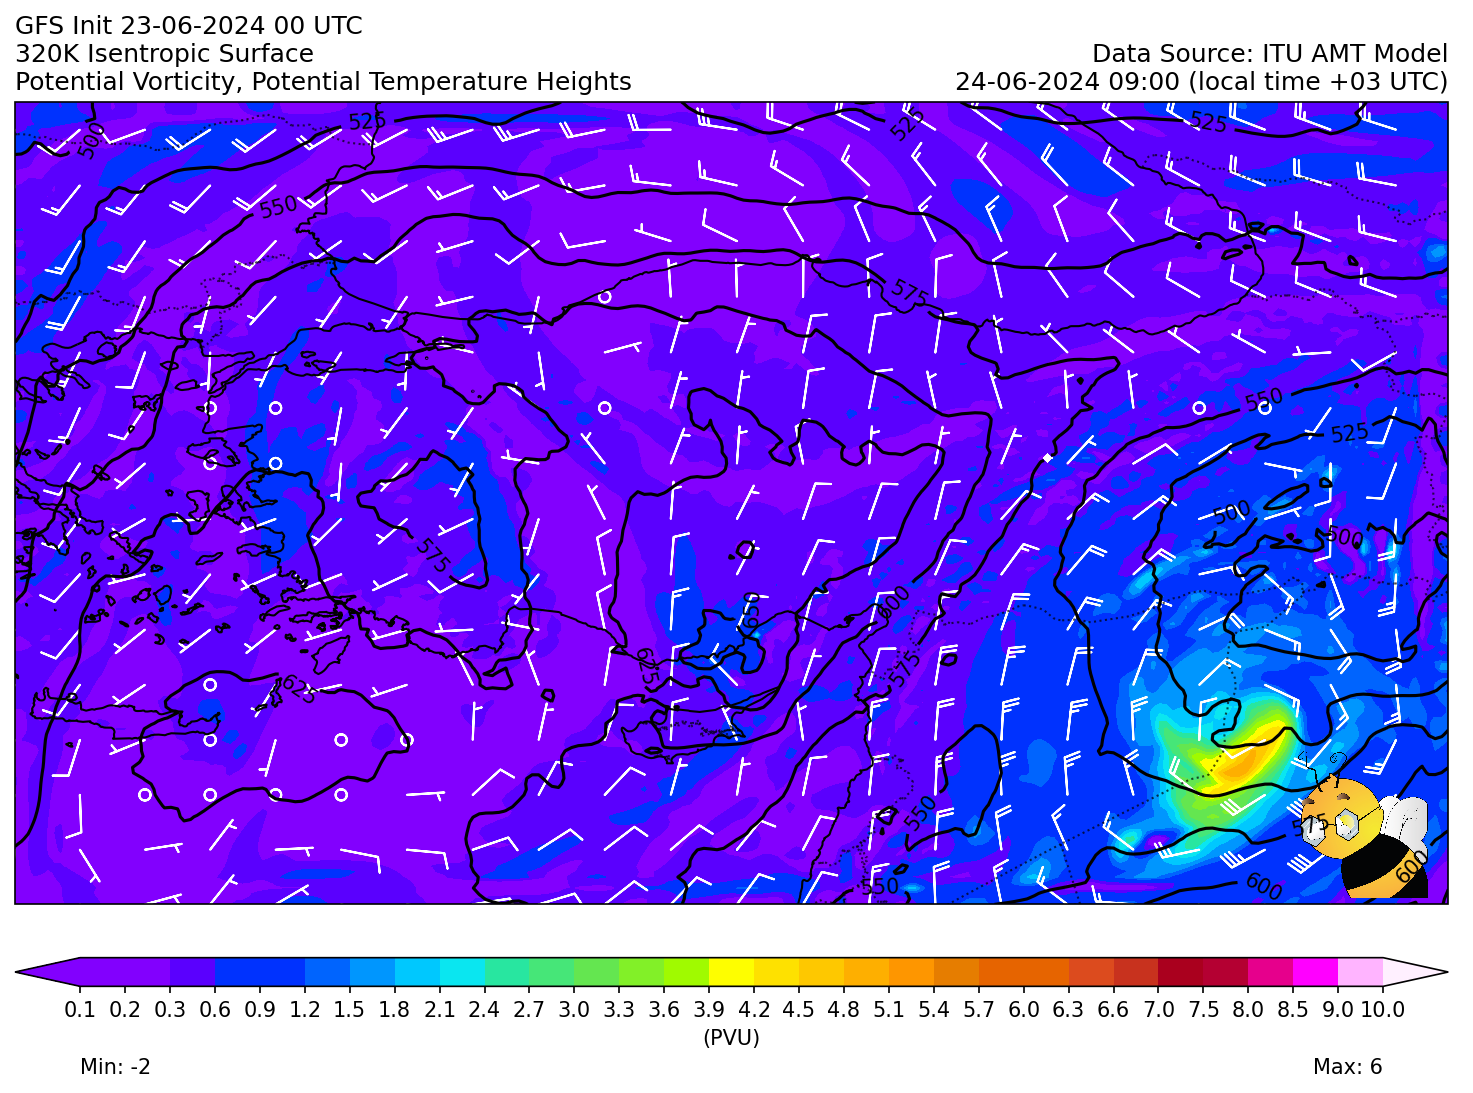 GFS Init 23-06-2024 00 UTC
320K Isentropic Surface
Data Source: ITU AMT Model
Potential Vorticity, Potential Temperature Heights
24-06-2024 09:00 (local time +03 UTC)
500
525
525
525
550
575
550
525
500
500
575
600
650
625
575
625
550
575
550
600
600
0.1 0.2 0.3 0.6 0.9 1.2 1.5 1.8 2.1 2.4 2.7 3.0 3.3 3.6 3.9 4.2 4.5 4.8 5.1 5.4 5.7 6.0 6.3 6.6 7.0 7.5 8.0 8.5 9.0 10.0
(PVU)
Min: -2
Max: 6